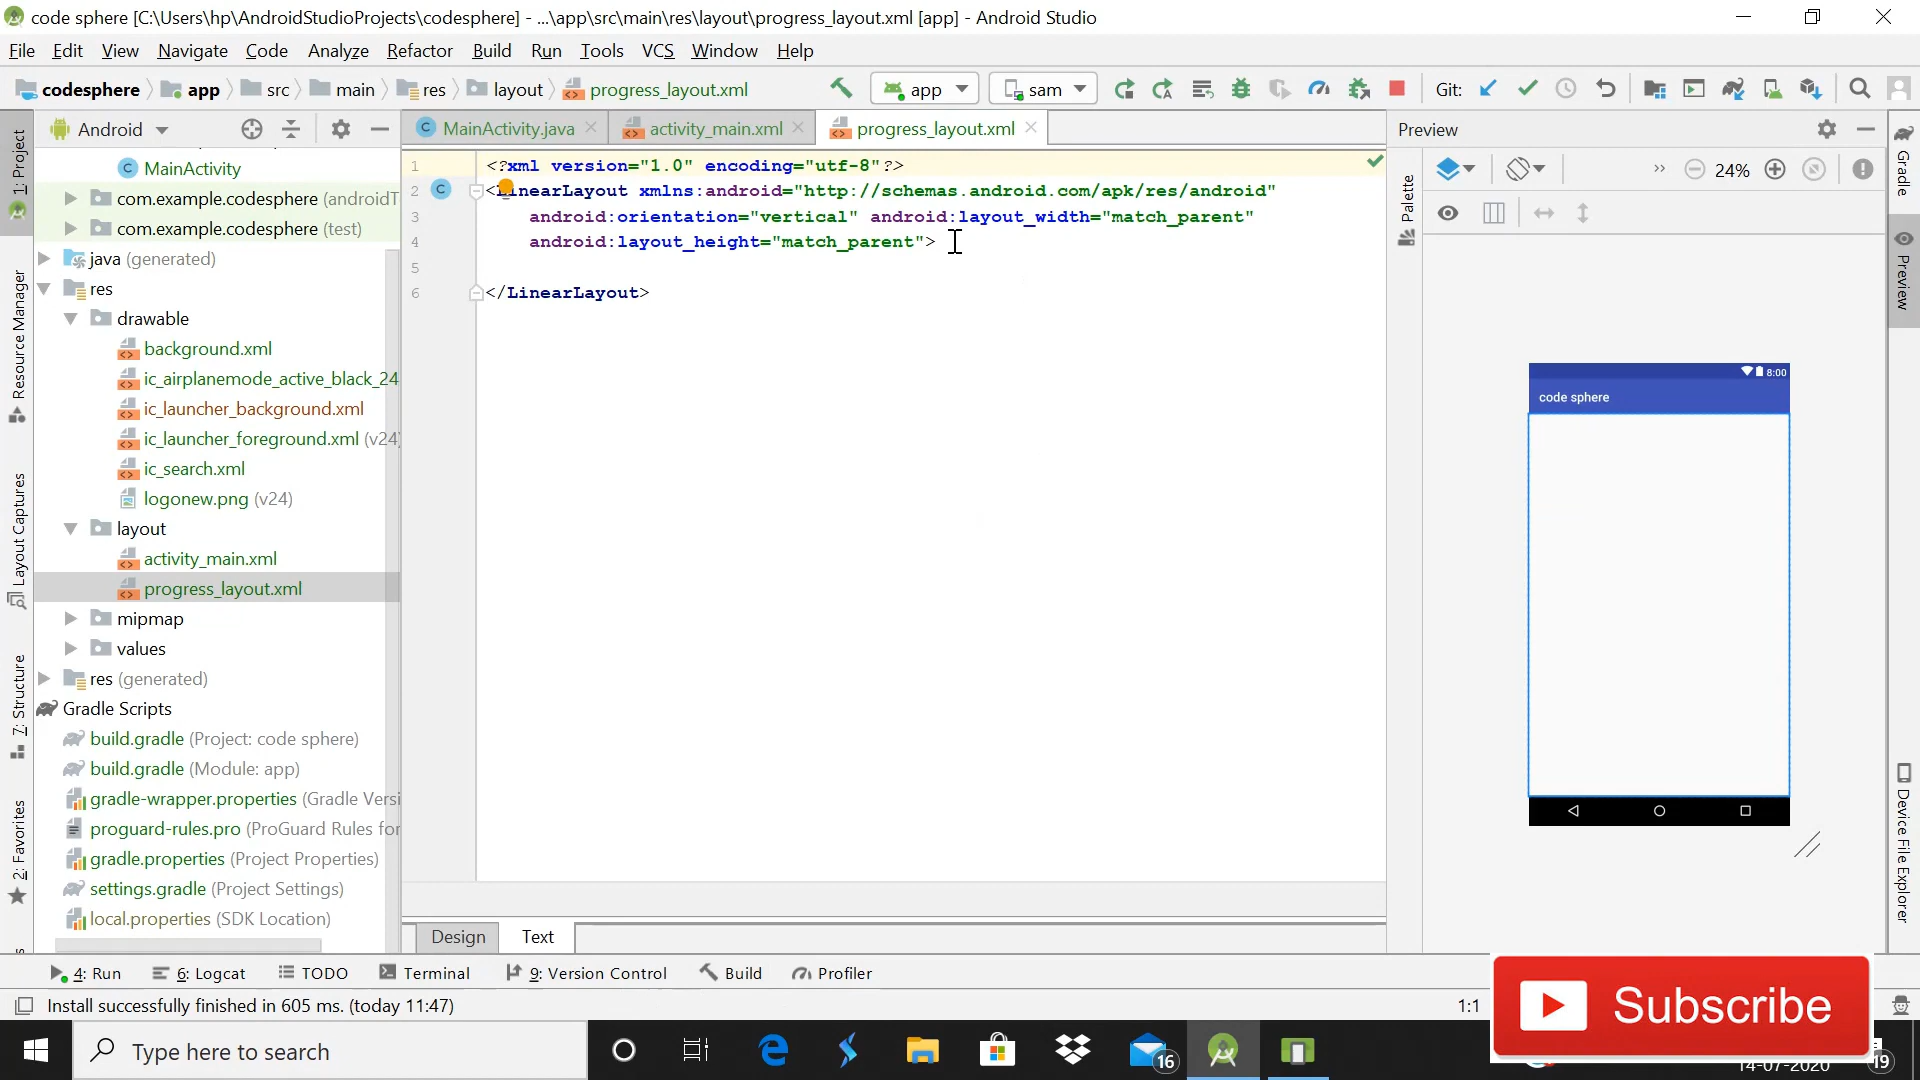 code sphere [C:\Users\hp\AndroidStudioProjects\codesphere] - ...\app\src\main\res\layout\progress_layout.xml [app] - Android Studio
File Edit View Navigate Code Analyze Refactor Build Run Tools VCS Window Help
codesphere app src main res layout progress_layout.xml app sam Git:
Android MainActivity.java activity_main.xml progress_layout.xml Preview
1: Project
Resource Manager
Layout Captures
7: Structure
2: Favorites
MainActivity
com.example.codesphere (androidT
com.example.codesphere (test)
java (generated)
res
drawable
background.xml
ic_airplanemode_active_black_24
ic_launcher_background.xml
ic_launcher_foreground.xml (v24)
ic_search.xml
logonew.png (v24)
layout
activity_main.xml
progress_layout.xml
mipmap
values
res (generated)
Gradle Scripts
build.gradle (Project: code sphere)
build.gradle (Module: app)
gradle-wrapper.properties (Gradle Versi
proguard-rules.pro (ProGuard Rules for
gradle.properties (Project Properties)
settings.gradle (Project Settings)
local.properties (SDK Location)
1 <?xml version="1.0" encoding="utf-8"?>
2 <LinearLayout xmlns:android="http://schemas.android.com/apk/res/android"
3 android:orientation="vertical" android:layout_width="match_parent"
4 android:layout_height="match_parent">
5
6 </LinearLayout>
Design Text
Palette
24%
8:00
code sphere
Gradle
Preview
Device File Explorer
4: Run 6: Logcat TODO Terminal 9: Version Control Build Profiler
Install successfully finished in 605 ms. (today 11:47) 1:1
Subscribe
Type here to search
16
14-07-2020
19